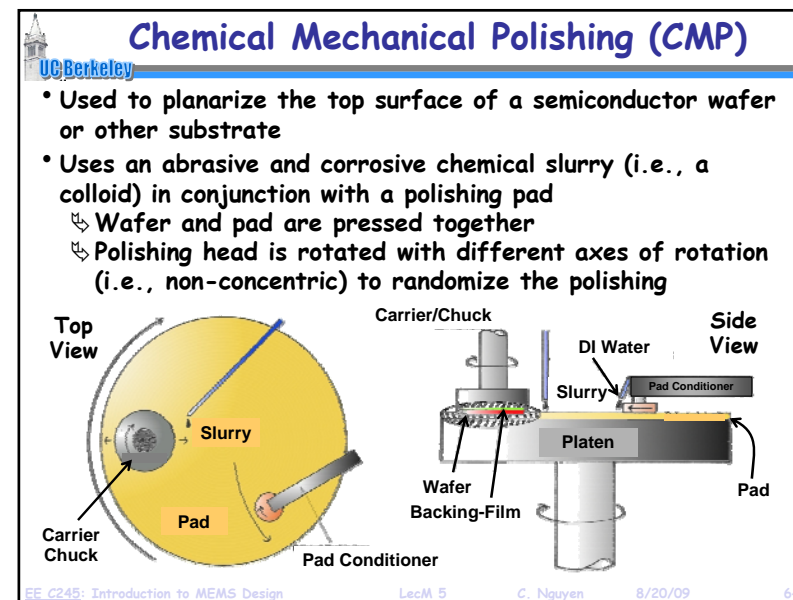 Chemical Mechanical Polishing (CMP)
UC Berkeley
• Used to planarize the top surface of a semiconductor wafer
or other substrate
• Uses an abrasive and corrosive chemical slurry (i.e., a
colloid) in conjunction with a polishing pad
Wafer and pad are pressed together
Polishing head is rotated with different axes of rotation
(i.e., non-concentric) to randomize the polishing
Top
View
Slurry
Pad
Carrier
Chuck
Pad Conditioner
Carrier/Chuck
Side
View
DI Water
Slurry
Pad Conditioner
Platen
Wafer
Backing-Film
Pad
EE C245: Introduction to MEMS Design LecM 5 C. Nguyen 8/20/09 6